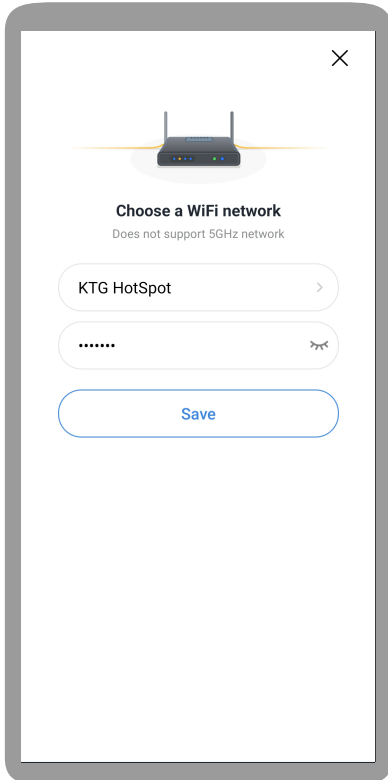 Choose a WiFi network
Does not support 5GHz network
KTG HotSpot
•••••••
Save